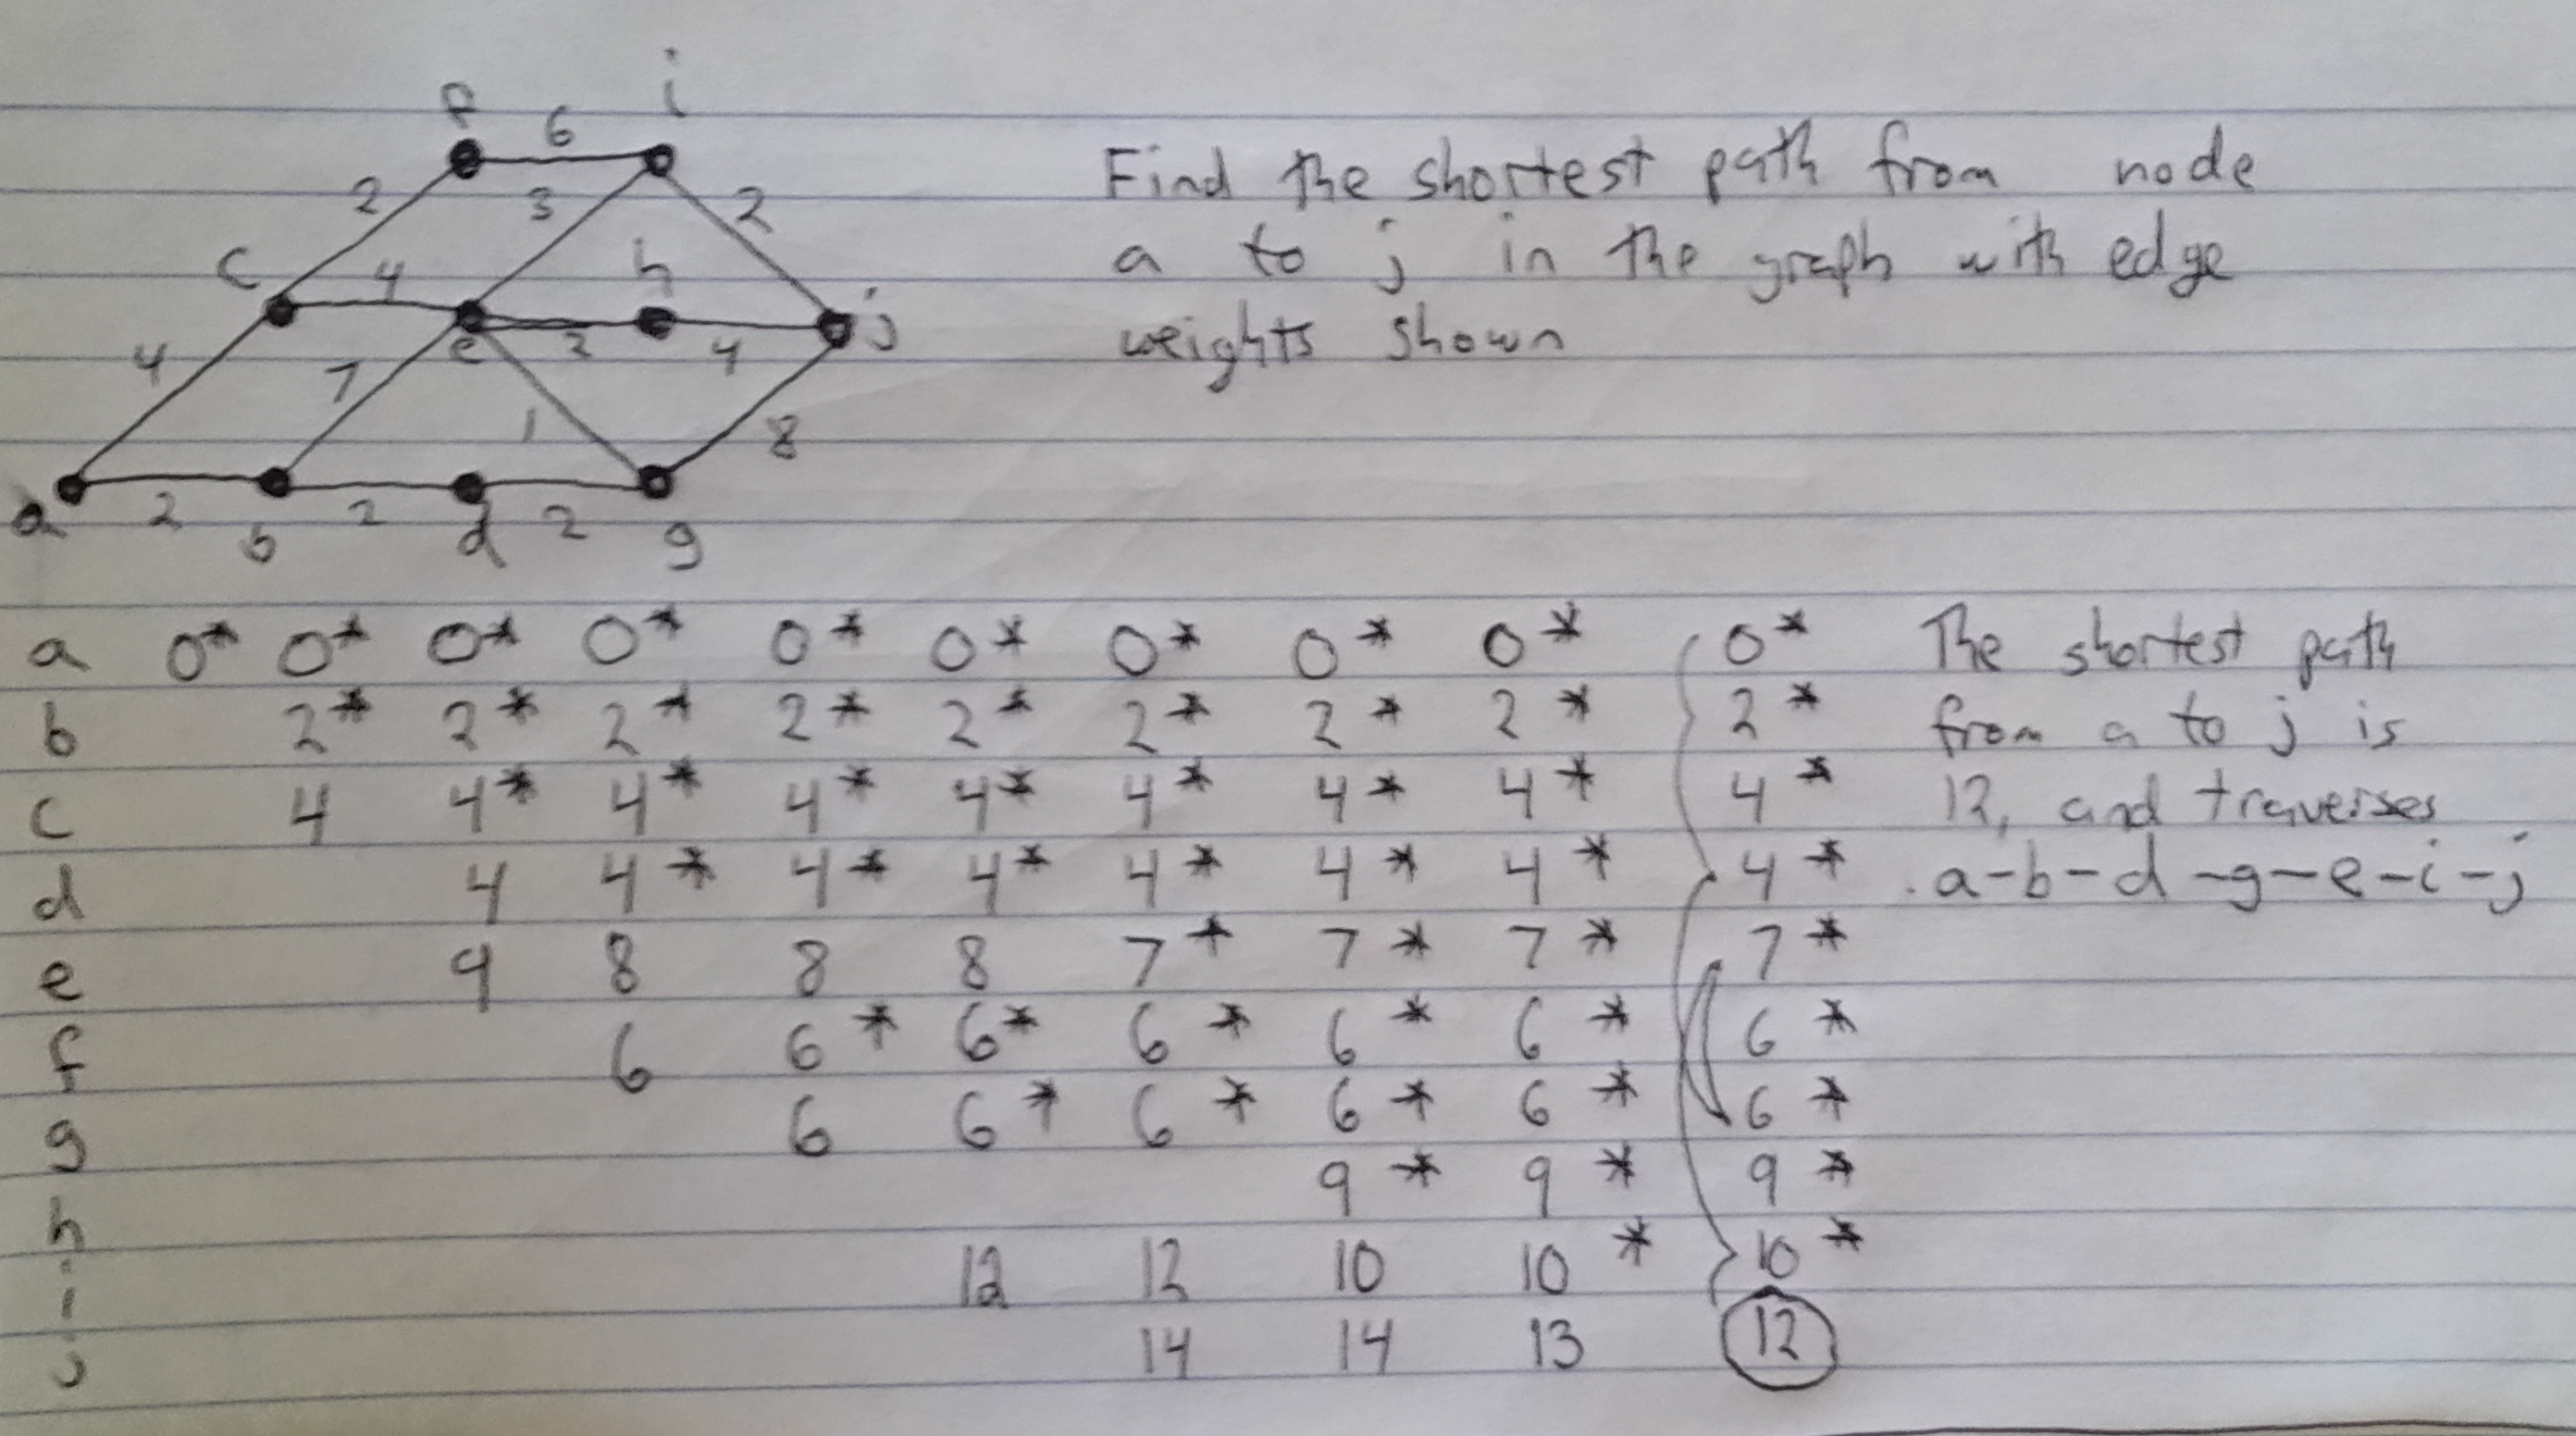 Find the shortest path from node
a to j in the graph with edge
weights shown
f 6 i
2 3 2
c 4 e 2 h 4 j
4 7 1 8
a 2 b 2 d 2 g
a 0* 0* 0* 0* 0* 0* 0* 0* 0* 0* The shortest path
b 2* 2* 2* 2* 2* 2* 2* 2* 2* from a to j is
c 4 4* 4* 4* 4* 4* 4* 4* 4* 12, and traverses
d 4 4* 4* 4* 4* 4* 4* 4* . a-b-d-g-e-i-j
e 9 8 8 8 7* 7* 7* 7*
f 6 6* 6* 6* 6* 6* 6*
g 6 6* 6* 6* 6* 6*
h 9* 9* 9*
i 12 12 10 10* 10*
j 14 14 13 12